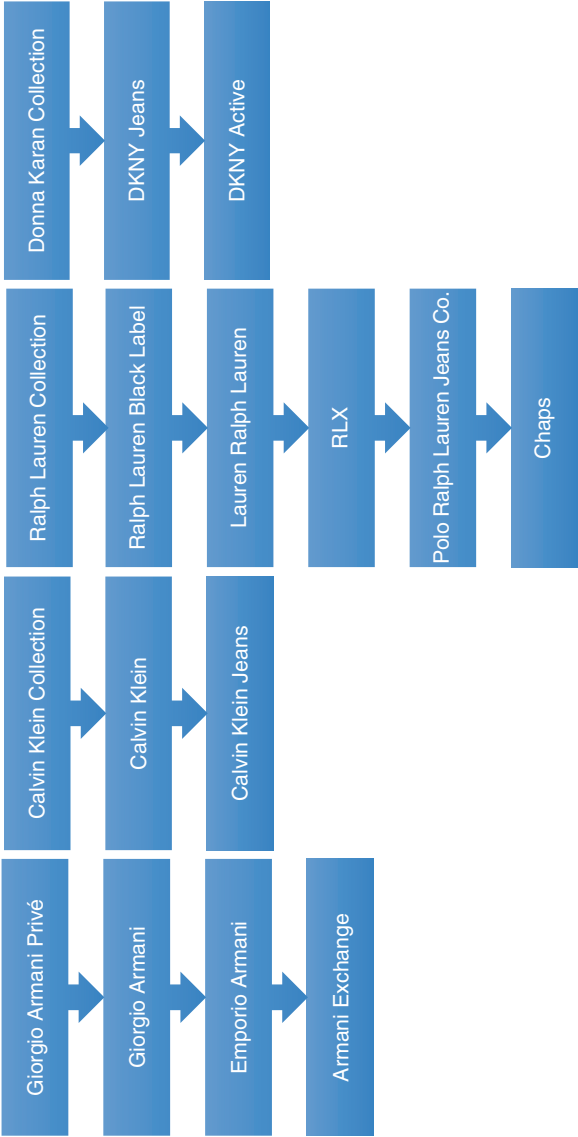 Giorgio Armani Privé
Giorgio Armani
Emporio Armani
Armani Exchange
Calvin Klein Collection
Calvin Klein
Calvin Klein Jeans
Ralph Lauren Collection
Ralph Lauren Black Label
Lauren Ralph Lauren
RLX
Polo Ralph Lauren Jeans Co.
Chaps
Donna Karan Collection
DKNY Jeans
DKNY Active